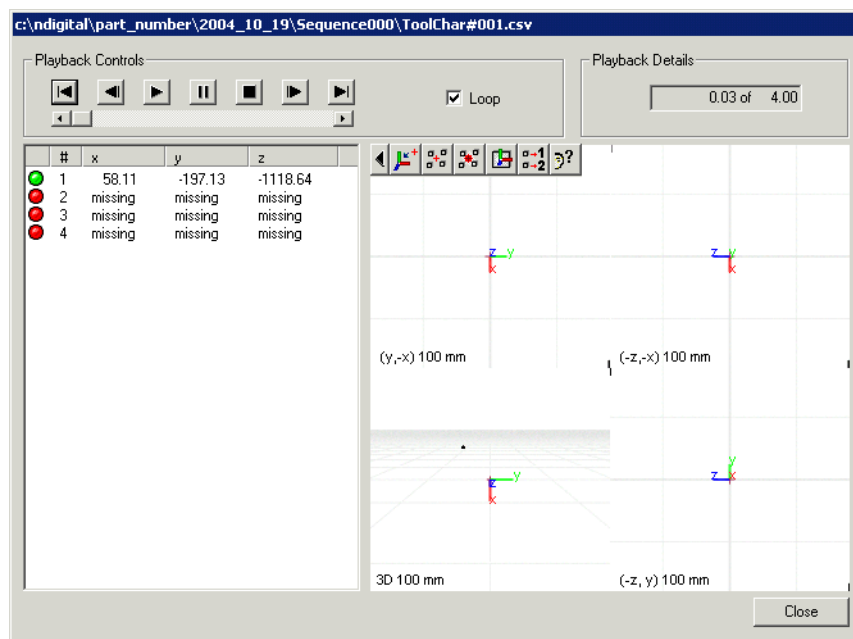 c:\ndigital\part_number\2004_10_19\Sequence000\ToolChar#001.csv
Playback Controls
Loop
Playback Details
0.03 of 4.00
# x y z
1 58.11 -197.13 -1118.64
2 missing missing missing
3 missing missing missing
4 missing missing missing
1
2
?
z y
x
z y
x
(y,-x) 100 mm
(-z,-x) 100 mm
z y
x
y
z x
3D 100 mm
(-z, y) 100 mm
Close